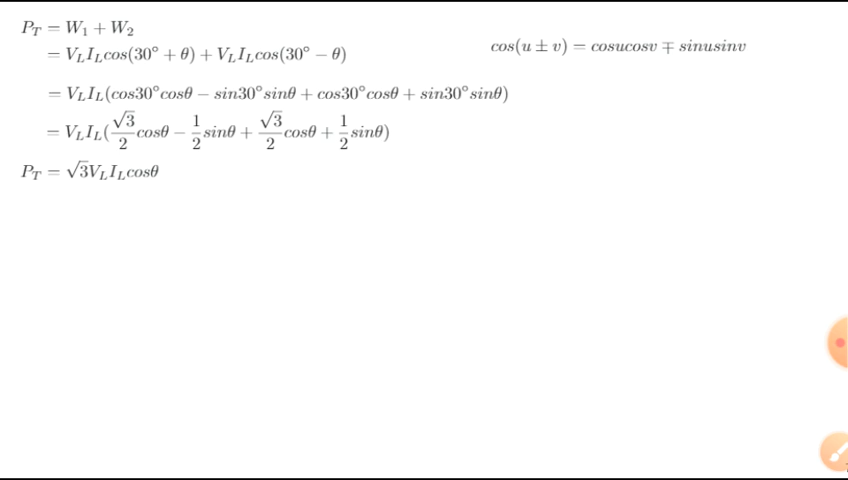 P_T = W_1 + W_2
= V_L I_L cos(30° + θ) + V_L I_L cos(30° − θ)
cos(u ± v) = cosucosv ∓ sinusinv
= V_L I_L (cos30°cosθ − sin30°sinθ + cos30°cosθ + sin30°sinθ)
= V_L I_L (√3/2 cosθ − 1/2 sinθ + √3/2 cosθ + 1/2 sinθ)
P_T = √3 V_L I_L cosθ